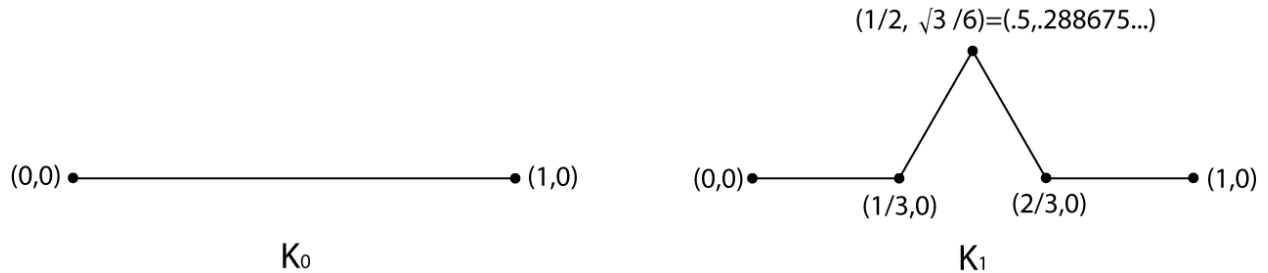 (1/2, √3 /6)=(.5,.288675...)
(0,0) (1,0) (0,0) (1,0)
(1/3,0) (2/3,0)
K₀ K₁